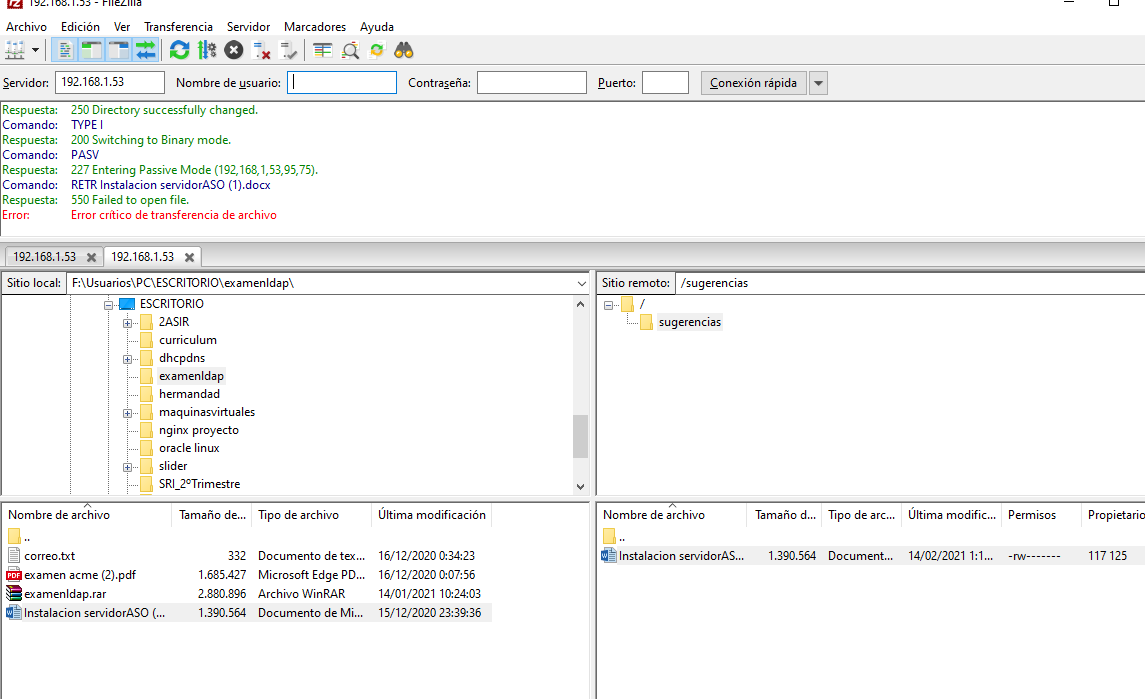 192.168.1.53 - FileZilla
Archivo Edición Ver Transferencia Servidor Marcadores Ayuda
Servidor: 192.168.1.53 Nombre de usuario: Contraseña: Puerto: Conexión rápida
Respuesta: 250 Directory successfully changed.
Comando: TYPE I
Respuesta: 200 Switching to Binary mode.
Comando: PASV
Respuesta: 227 Entering Passive Mode (192,168,1,53,95,75).
Comando: RETR Instalacion servidorASO (1).docx
Respuesta: 550 Failed to open file.
Error: Error crítico de transferencia de archivo
192.168.1.53 192.168.1.53
Sitio local: F:\Usuarios\PC\ESCRITORIO\examenldap\
ESCRITORIO
2ASIR
curriculum
dhcpdns
examenldap
hermandad
maquinasvirtuales
nginx proyecto
oracle linux
slider
SRI_2ºTrimestre
Sitio remoto: /sugerencias
/
sugerencias
Nombre de archivo Tamaño de... Tipo de archivo Última modificación
..
correo.txt 332 Documento de tex... 16/12/2020 0:34:23
PDF examen acme (2).pdf 1.685.427 Microsoft Edge PD... 16/12/2020 0:07:56
examenldap.rar 2.880.896 Archivo WinRAR 14/01/2021 10:24:03
Instalacion servidorASO (... 1.390.564 Documento de Mi... 15/12/2020 23:39:36
Nombre de archivo Tamaño d... Tipo de arc... Última modific... Permisos Propietario
..
Instalacion servidorAS... 1.390.564 Document... 14/02/2021 1:1... -rw------- 117 125